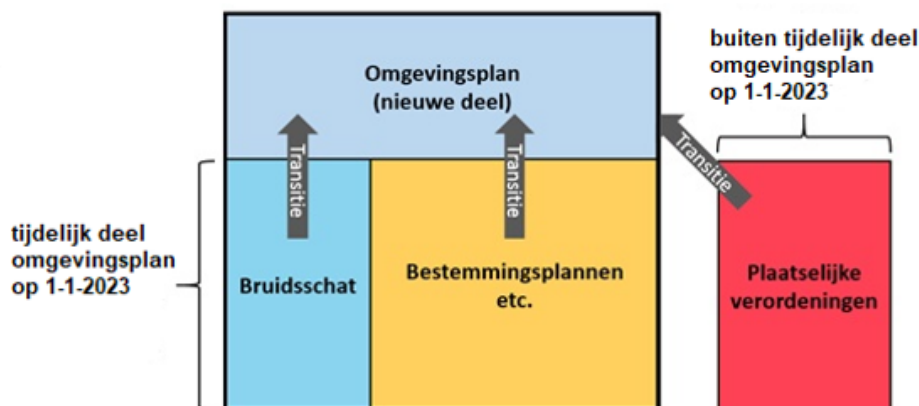 buiten tijdelijk deel
omgevingsplan
op 1-1-2023
Omgevingsplan
(nieuwe deel)
Transitie
Transitie
Transitie
tijdelijk deel
omgevingsplan
op 1-1-2023
Bruidsschat
Bestemmingsplannen
etc.
Plaatselijke
verordeningen